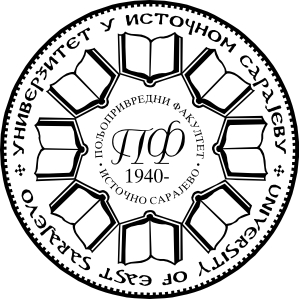 УНИВЕРЗИТЕТ У ИСТОЧНОМ САРАЈЕВУ
UNIVERSITY OF EAST SARAJEVO
ПОЉОПРИВРЕДНИ ФАКУЛТЕТ
ИСТОЧНО САРАЈЕВО
ПФ
1940-